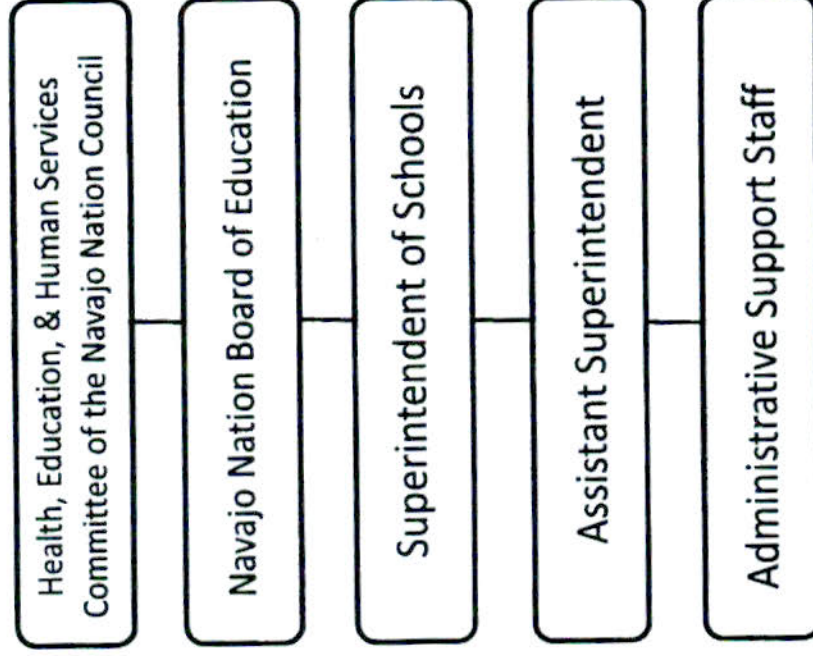 Health, Education, & Human Services
Committee of the Navajo Nation Council
Navajo Nation Board of Education
Superintendent of Schools
Assistant Superintendent
Administrative Support Staff